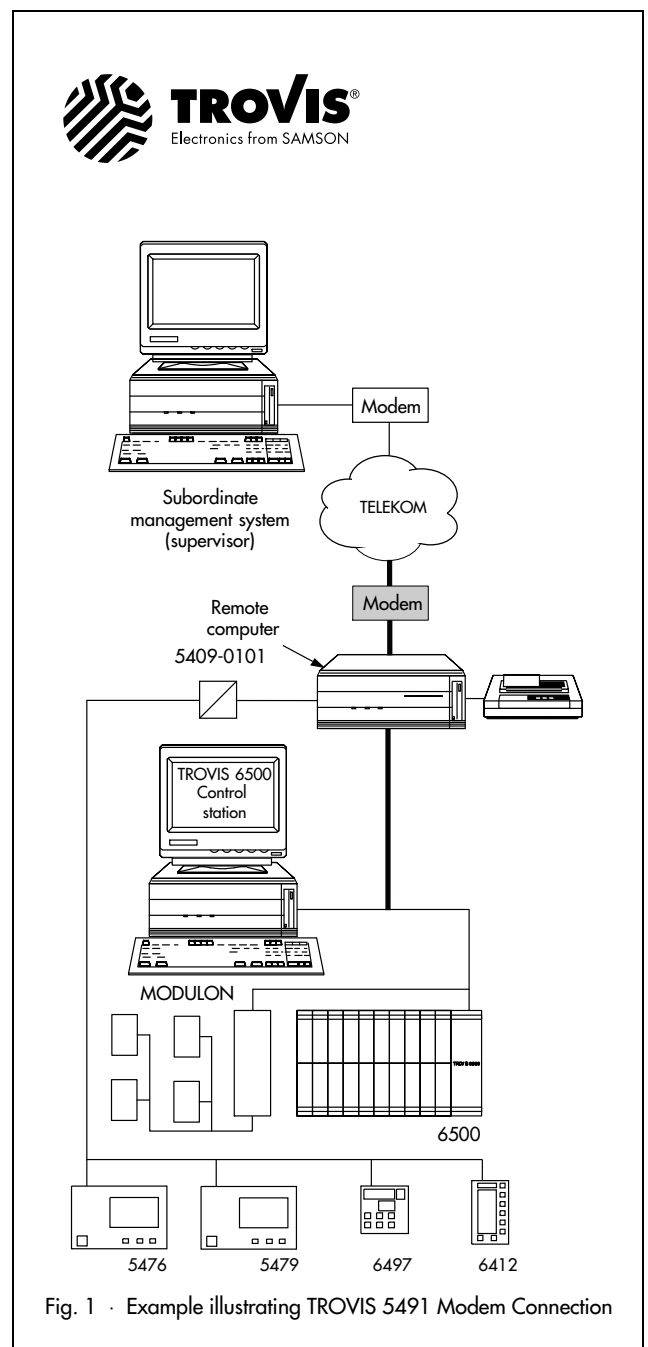 TROVIS®
Electronics from SAMSON
Modem
Subordinate
management system
(supervisor)
TELEKOM
Modem
Remote
computer
5409-0101
TROVIS 6500
Control
station
MODULON
6500
5476
5479
6497
6412
Fig. 1 · Example illustrating TROVIS 5491 Modem Connection